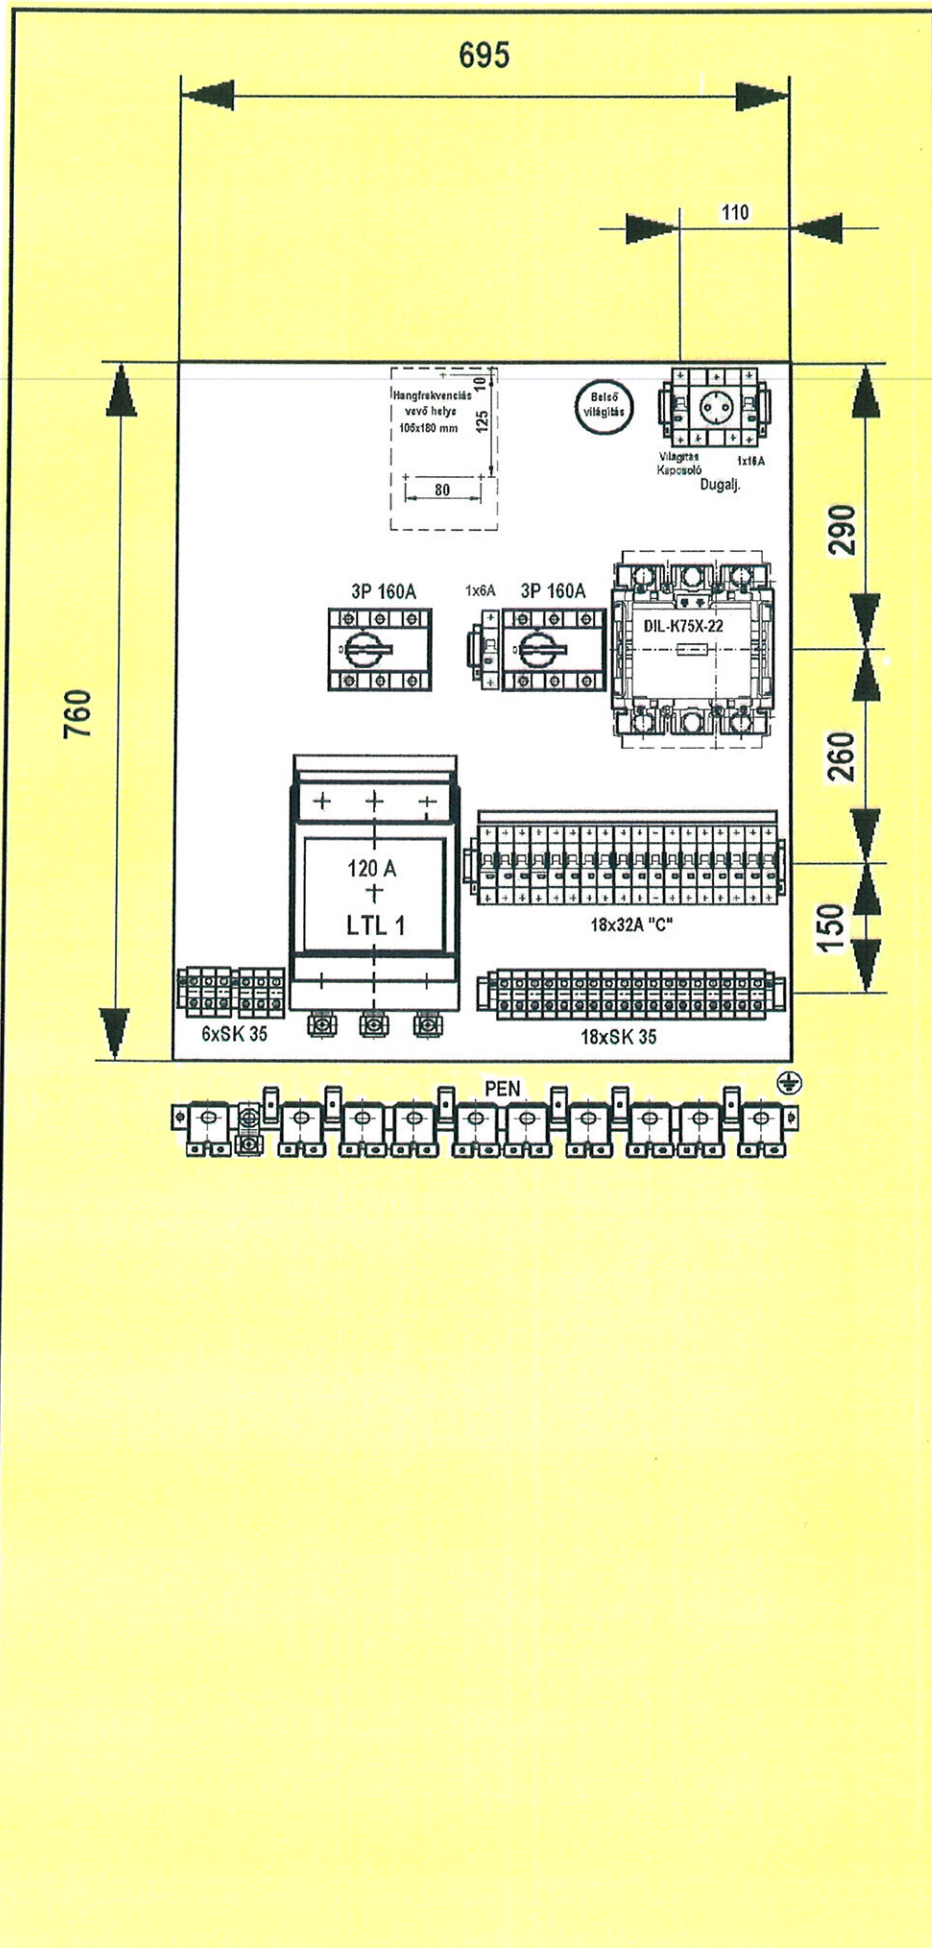 695
110
Hangfrekvenciás
vevő helye
105x180 mm
10
125
80
Belső
világítás
Világítás
Kapcsoló
1x16A
Dugalj.
290
3P 160A
1x6A
3P 160A
DIL-K75X-22
760
260
120 A
LTL 1
18x32A "C"
150
6xSK 35
18xSK 35
PEN